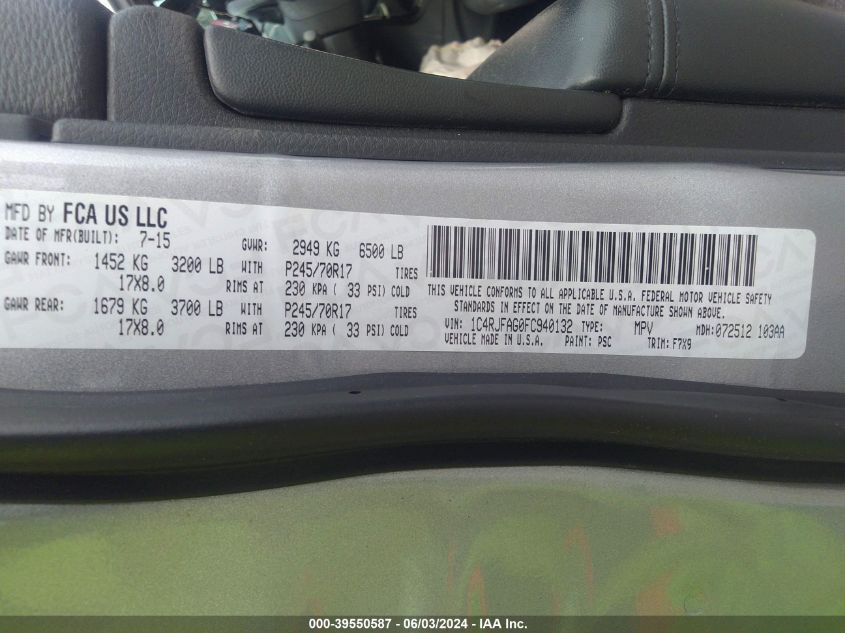 MFD BY FCA US LLC
DATE OF MFR(BUILT): 7-15 GVWR: 2949 KG 6500 LB
GAWR FRONT: 1452 KG 3200 LB WITH P245/70R17 TIRES
17X8.0 RIMS AT 230 KPA ( 33 PSI) COLD
GAWR REAR: 1679 KG 3700 LB WITH P245/70R17 TIRES
17X8.0 RIMS AT 230 KPA ( 33 PSI) COLD
THIS VEHICLE CONFORMS TO ALL APPLICABLE U.S.A. FEDERAL MOTOR VEHICLE SAFETY
STANDARDS IN EFFECT ON THE DATE OF MANUFACTURE SHOWN ABOVE.
VIN: 1C4RJFAG0FC940132 TYPE: MPV MDH:072512 103AA
VEHICLE MADE IN U.S.A. PAINT: PSC TRIM: F7X9
000-39550587 - 06/03/2024 - IAA Inc.